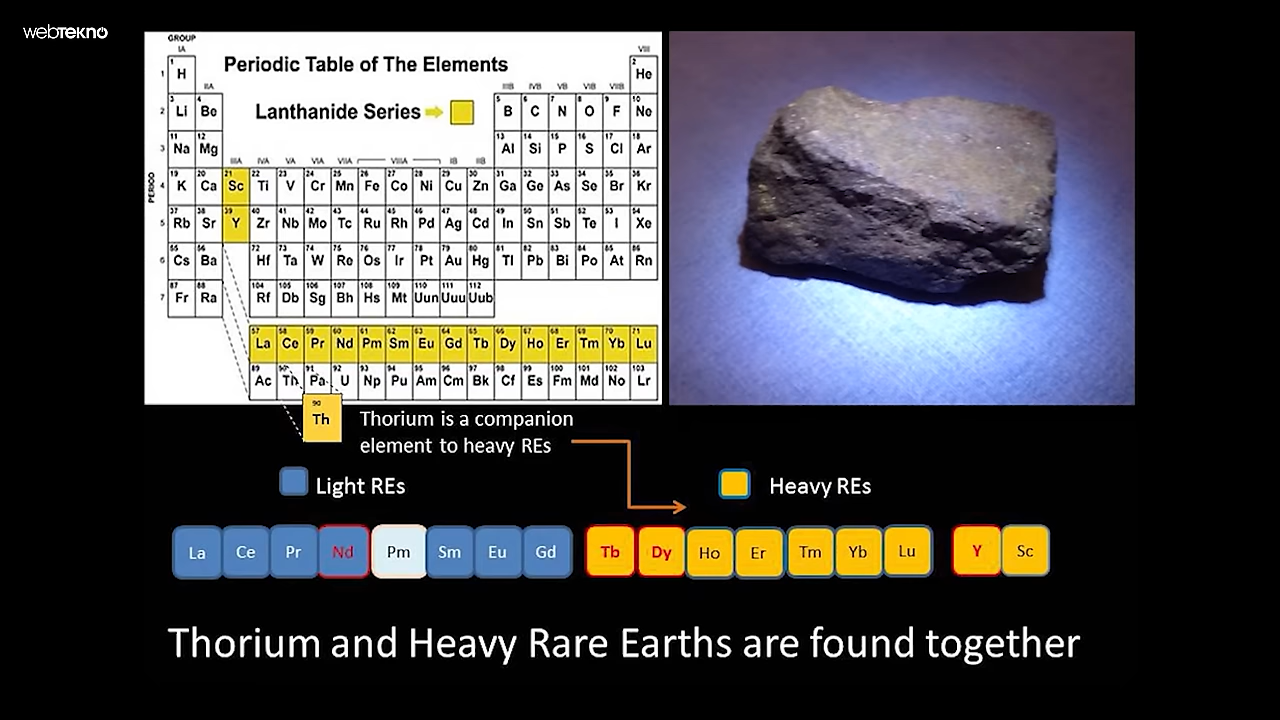 webTEKNO
GROUP
IA
VIII
Periodic Table of The Elements
1 H
2 He
IIA
IIIB IVB VB VIB VIIB
Lanthanide Series
3 Li 4 Be 5 B 6 C 7 N 8 O 9 F 10 Ne
11 Na 12 Mg 13 Al 14 Si 15 P 16 S 17 Cl 18 Ar
IIIA IVA VA VIA VIIA VIIIA IB IIB
19 K 20 Ca 21 Sc 22 Ti 23 V 24 Cr 25 Mn 26 Fe 27 Co 28 Ni 29 Cu 30 Zn 31 Ga 32 Ge 33 As 34 Se 35 Br 36 Kr
37 Rb 38 Sr 39 Y 40 Zr 41 Nb 42 Mo 43 Tc 44 Ru 45 Rh 46 Pd 47 Ag 48 Cd 49 In 50 Sn 51 Sb 52 Te 53 I 54 Xe
55 Cs 56 Ba 72 Hf 73 Ta 74 W 75 Re 76 Os 77 Ir 78 Pt 79 Au 80 Hg 81 Tl 82 Pb 83 Bi 84 Po 85 At 86 Rn
87 Fr 88 Ra 104 Rf 105 Db 106 Sg 107 Bh 108 Hs 109 Mt 110 Uun 111 Uuu 112 Uub
PERIOD
1
2
3
4
5
6
7
57 La 58 Ce 59 Pr 60 Nd 61 Pm 62 Sm 63 Eu 64 Gd 65 Tb 66 Dy 67 Ho 68 Er 69 Tm 70 Yb 71 Lu
89 Ac 90 Th 91 Pa 92 U 93 Np 94 Pu 95 Am 96 Cm 97 Bk 98 Cf 99 Es 100 Fm 101 Md 102 No 103 Lr
90
Th
Thorium is a companion
element to heavy REs
Light REs
Heavy REs
La Ce Pr Nd Pm Sm Eu Gd Tb Dy Ho Er Tm Yb Lu Y Sc
Thorium and Heavy Rare Earths are found together